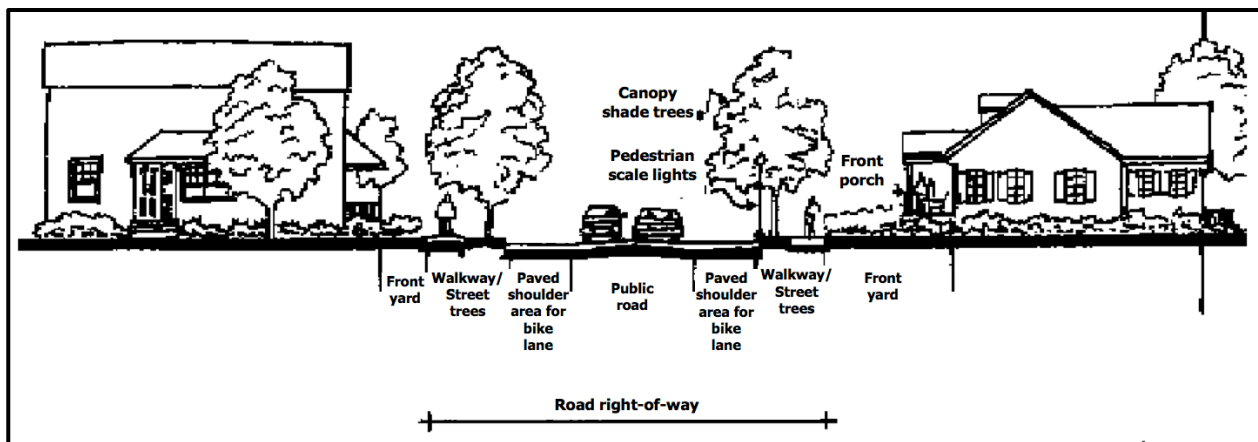 Canopy
shade trees
Pedestrian
scale lights
Front
porch
Front
yard
Walkway/
Street
trees
Paved
shoulder
area for
bike
lane
Public
road
Paved
shoulder
area for
bike
lane
Walkway/
Street
trees
Front
yard
Road right-of-way